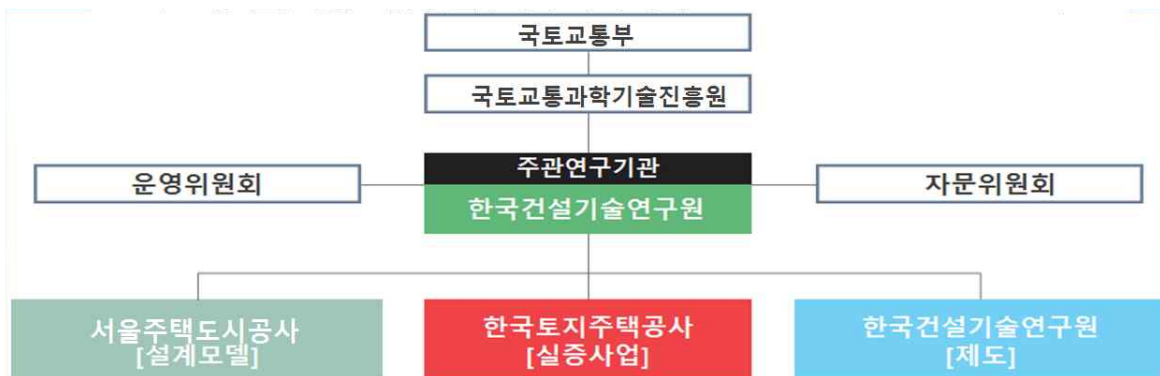 국토교통부
국토교통과학기술진흥원
주관연구기관
운영위원회
한국건설기술연구원
자문위원회
서울주택도시공사
[설계모델]
한국토지주택공사
[실증사업]
한국건설기술연구원
[제도]